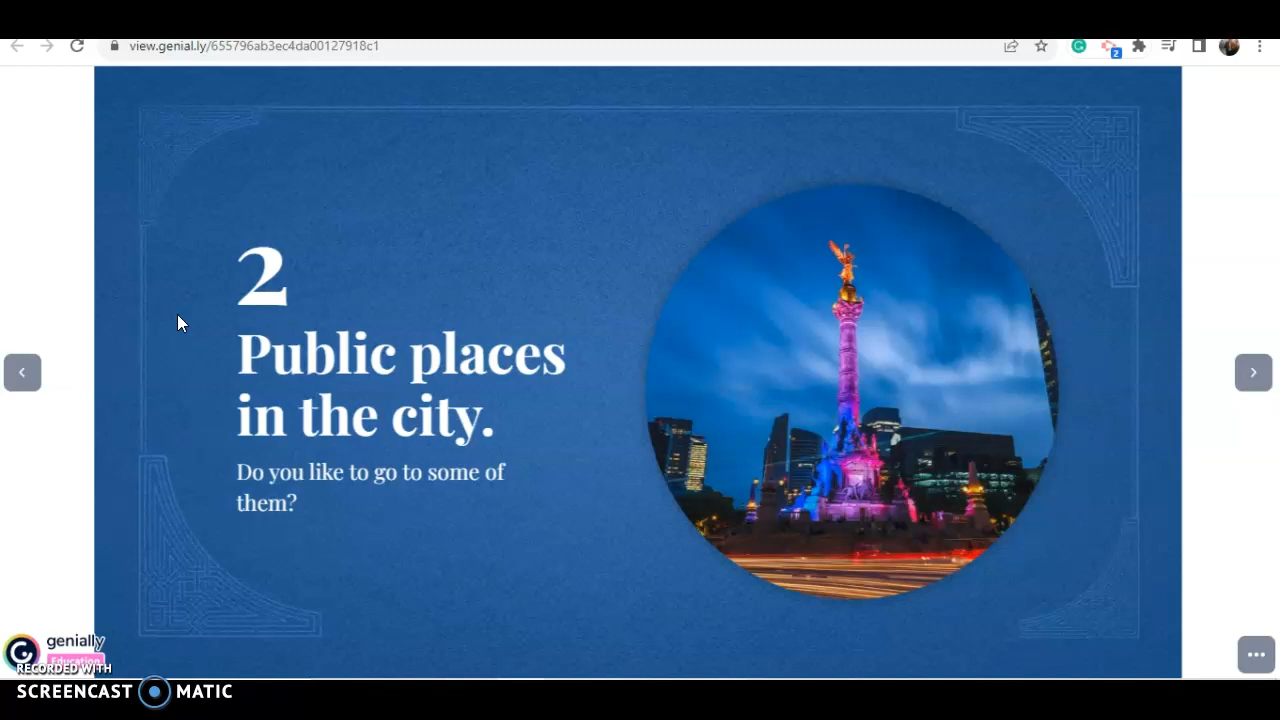 view.genial.ly/655796ab3ec4da00127918c1
2
2
Public places
in the city.
Do you like to go to some of
them?
genially
Education
RECORDED WITH
SCREENCAST MATIC